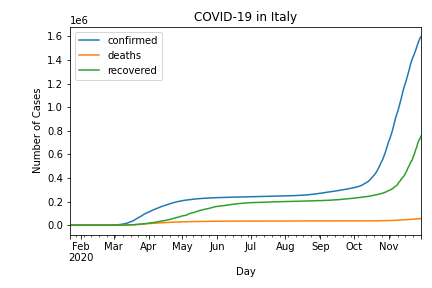 COVID-19 in Italy
1e6
confirmed
deaths
recovered
1.6
1.4
1.2
1.0
0.8
0.6
0.4
0.2
0.0
Number of Cases
Feb Mar Apr May Jun Jul Aug Sep Oct Nov
2020
Day